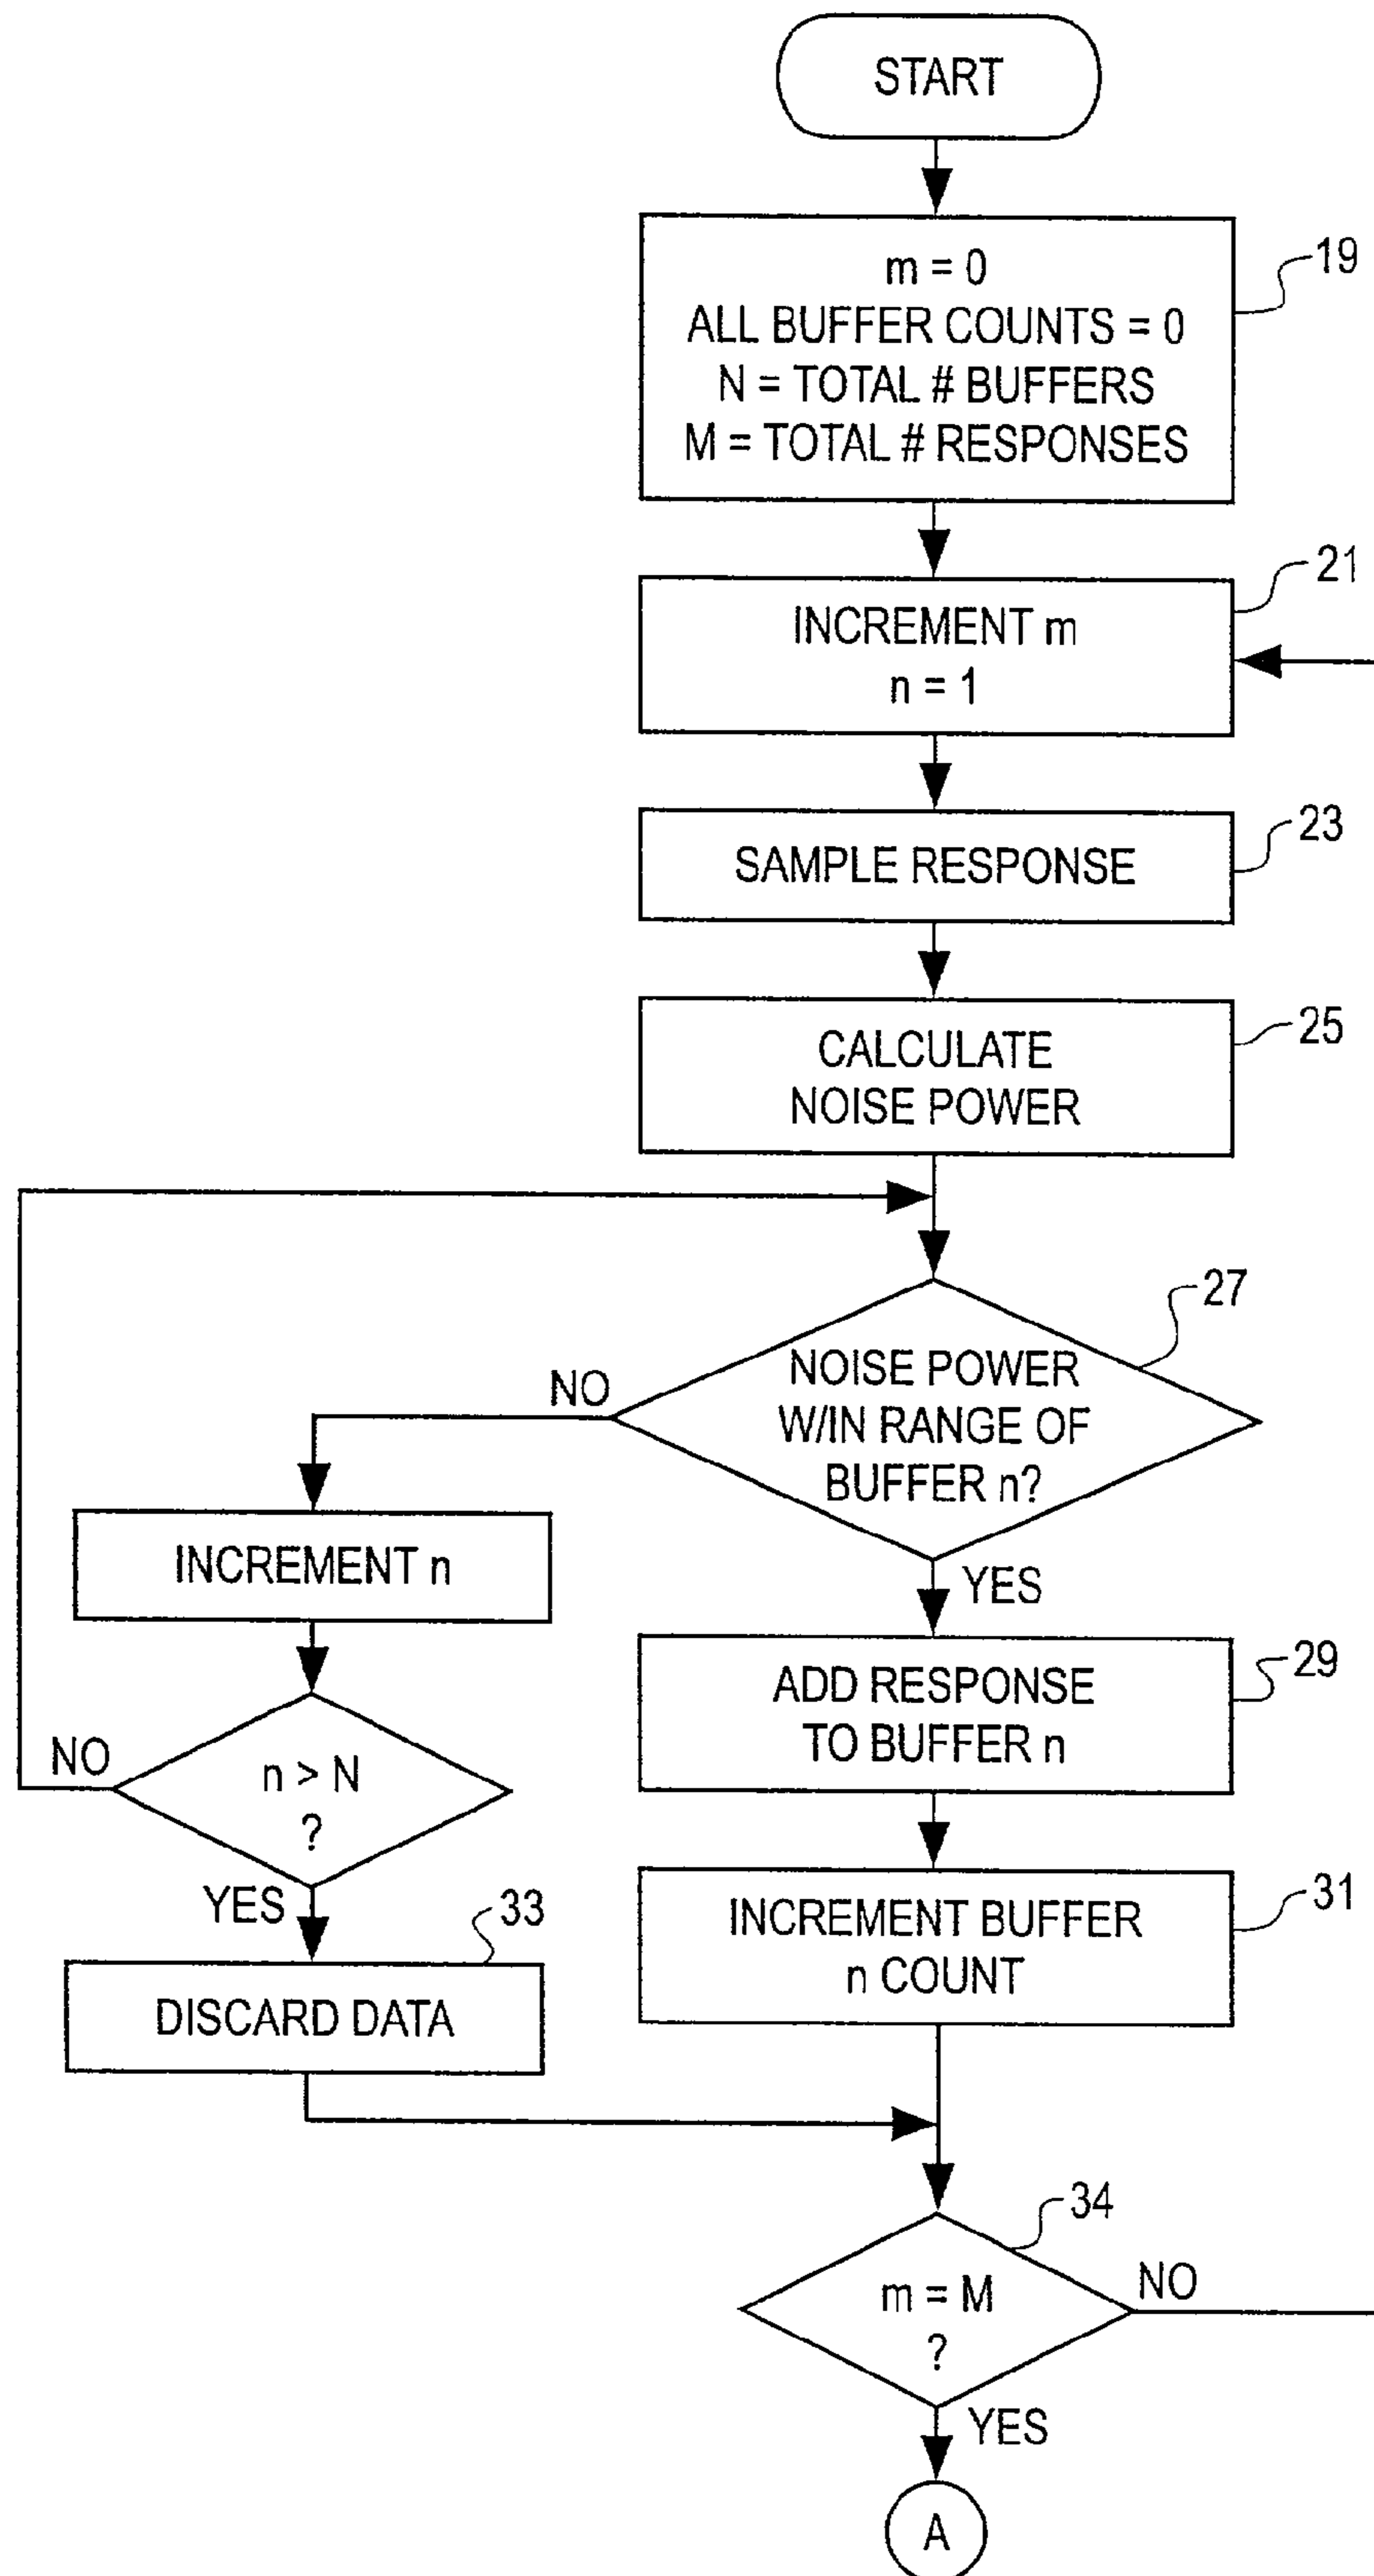 START
m = 0
ALL BUFFER COUNTS = 0
N = TOTAL # BUFFERS
M = TOTAL # RESPONSES
19
INCREMENT m
n = 1
21
SAMPLE RESPONSE
23
CALCULATE
NOISE POWER
25
NOISE POWER
W/IN RANGE OF
BUFFER n?
27
NO
YES
INCREMENT n
n > N
?
NO
YES
DISCARD DATA
33
ADD RESPONSE
TO BUFFER n
29
INCREMENT BUFFER
n COUNT
31
m = M
?
34
NO
YES
A